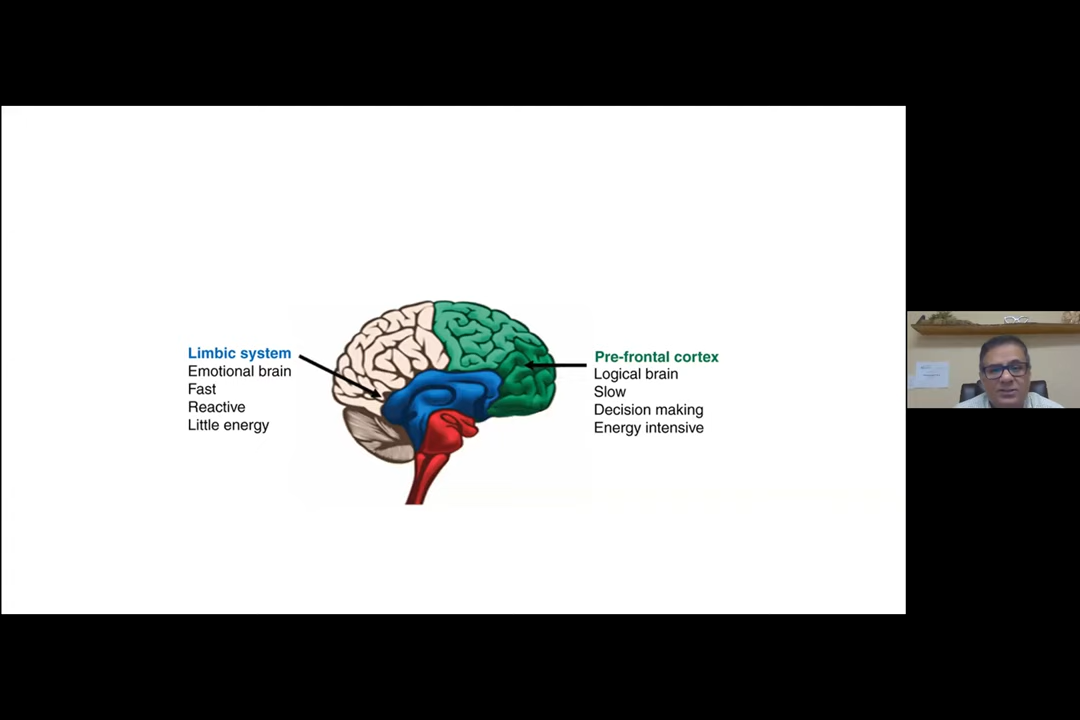 Limbic system
Emotional brain
Fast
Reactive
Little energy
Pre-frontal cortex
Logical brain
Slow
Decision making
Energy intensive